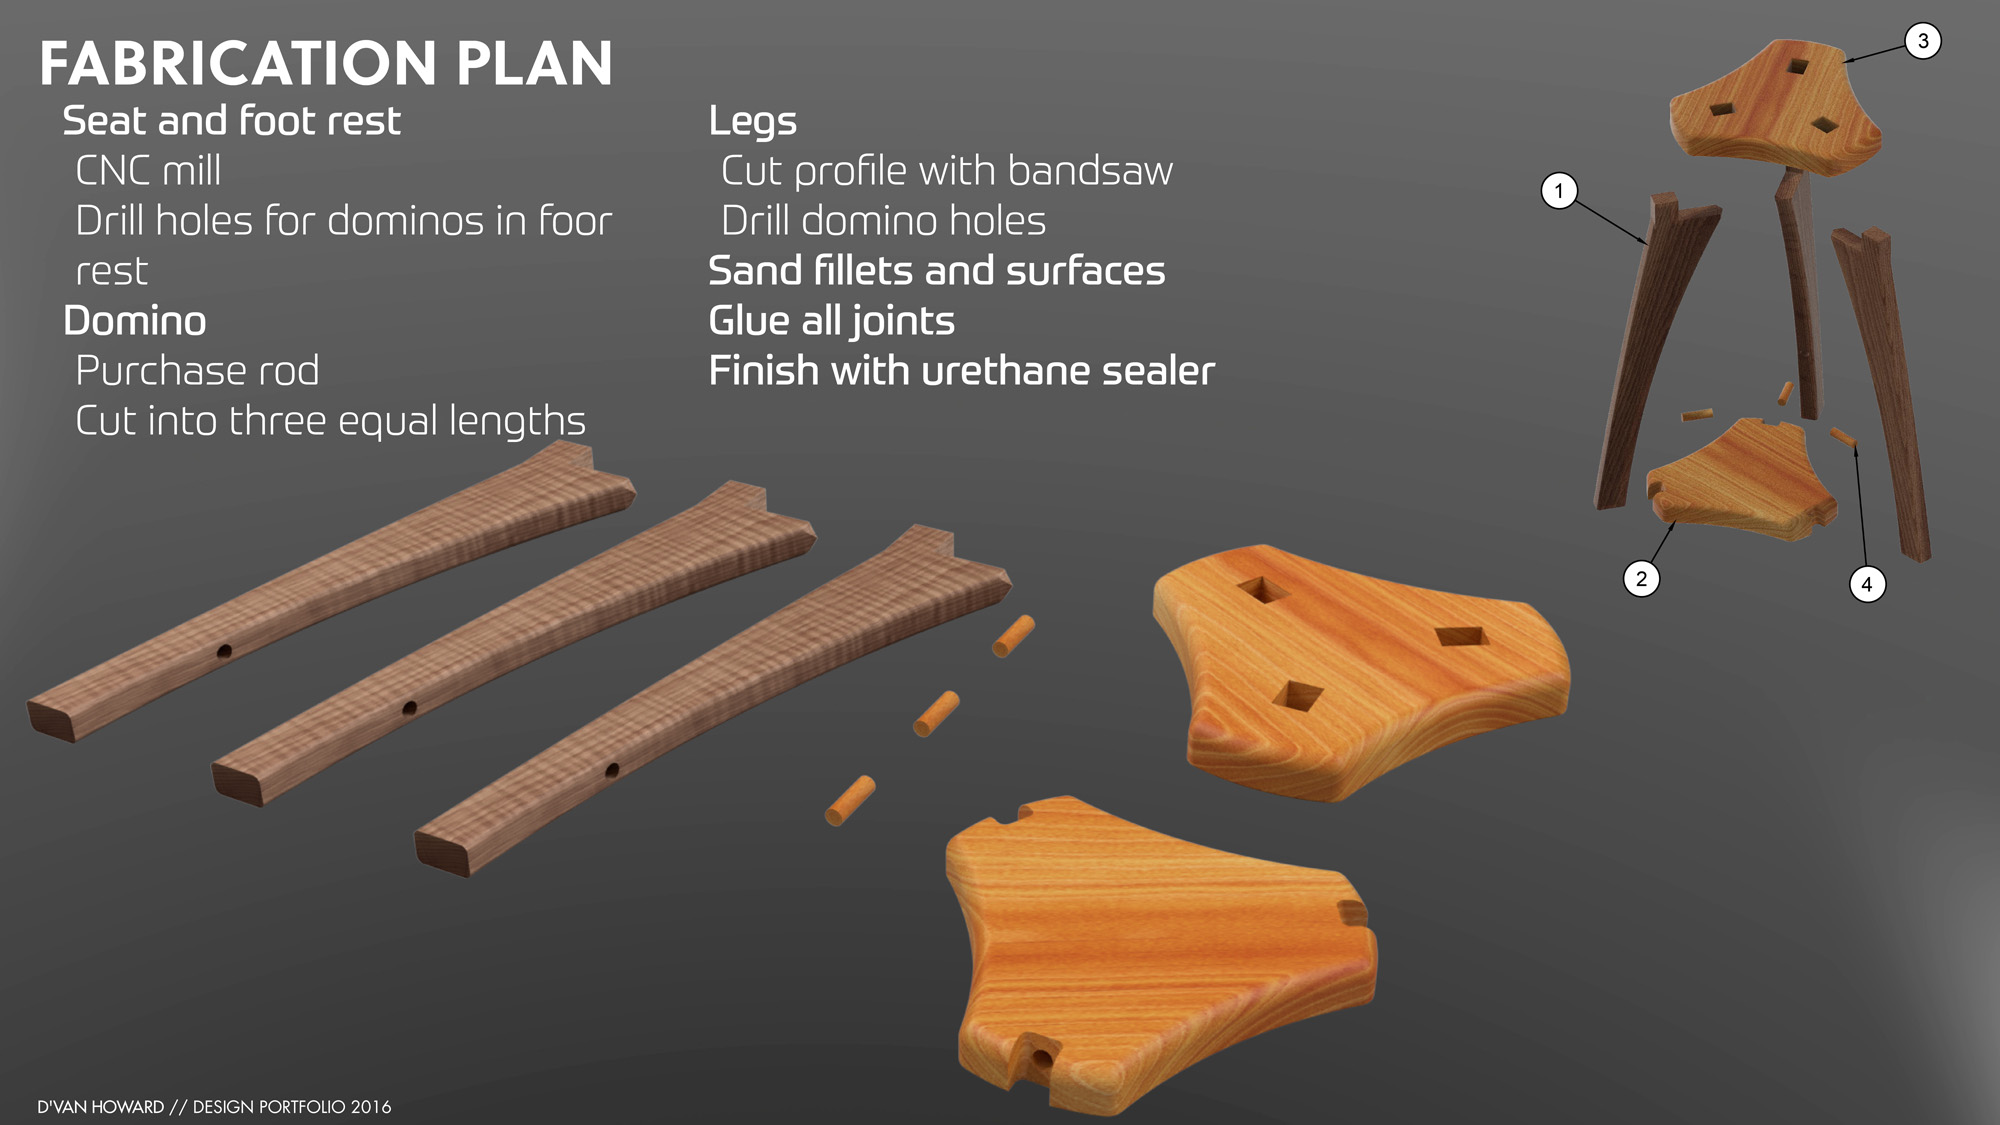 FABRICATION PLAN
Seat and foot rest
CNC mill
Drill holes for dominos in foor
rest
Domino
Purchase rod
Cut into three equal lengths
Legs
Cut profile with bandsaw
Drill domino holes
Sand fillets and surfaces
Glue all joints
Finish with urethane sealer
3
1
2
4
D'VAN HOWARD // DESIGN PORTFOLIO 2016